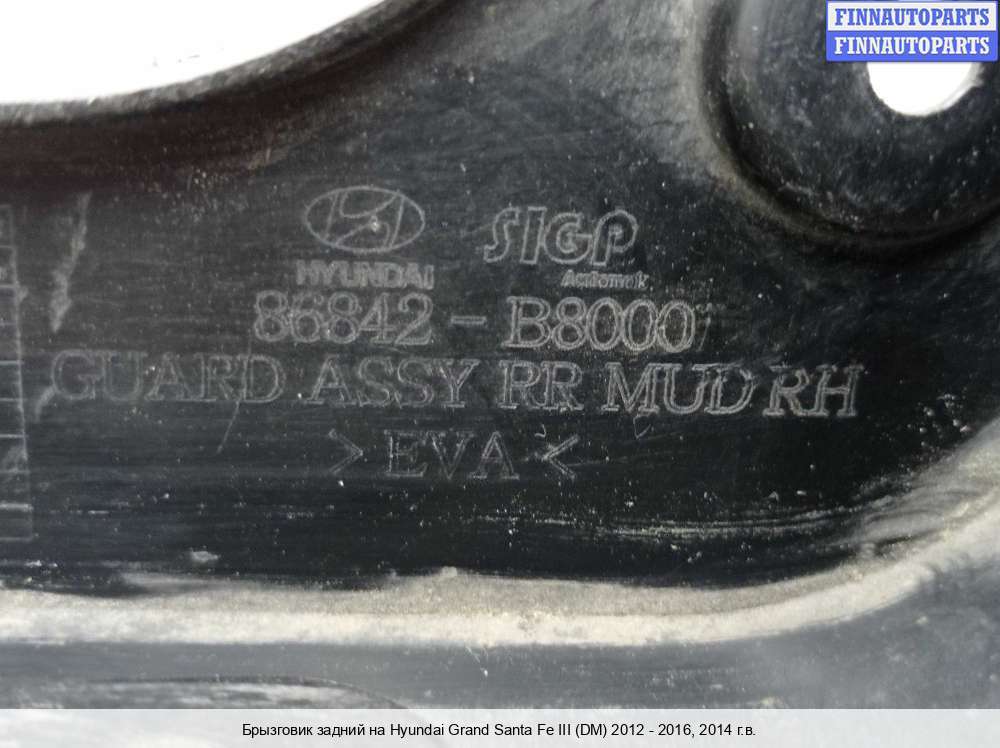 FINNAUTOPARTS
FINNAUTOPARTS
HYUNDAI
SIGP
Automek
86842 - B8000
GUARD ASSY RR MUD RH
> EVA <
Брызговик задний на Hyundai Grand Santa Fe III (DM) 2012 - 2016, 2014 г.в.